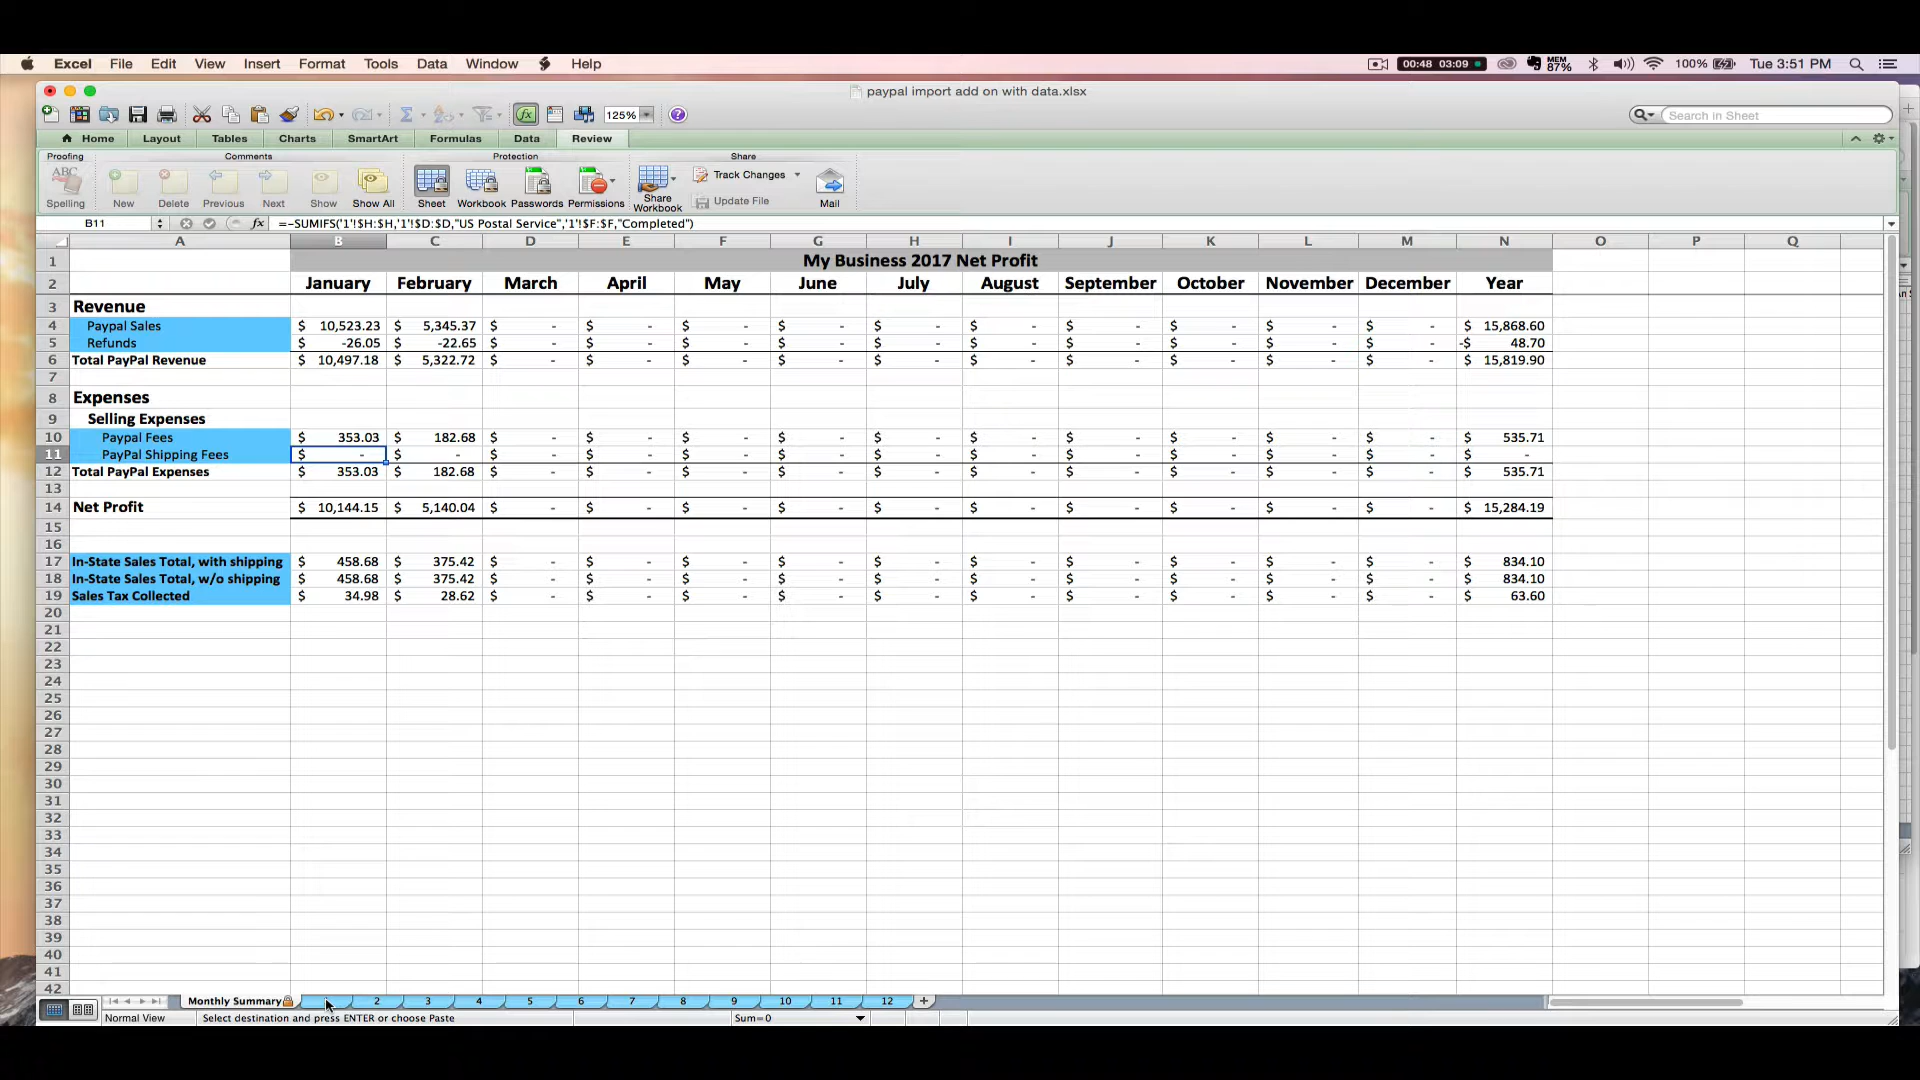 Excel File Edit View Insert Format Tools Data Window Help 00:48 03:09 MEM 87% 100% Tue 3:51 PM
paypal import add on with data.xlsx
125% Search in Sheet
Home Layout Tables Charts SmartArt Formulas Data Review
Proofing Comments Protection Share
ABC Track Changes
Spelling New Delete Previous Next Show Show All Sheet Workbook Passwords Permissions Share Workbook Update File Mail
B11 fx =-SUMIFS('1'!$H:$H,'1'!$D:$D,"US Postal Service",'1'!$F:$F,"Completed")
A B C D E F G H I J K L M N O P Q
1 My Business 2017 Net Profit
2 January February March April May June July August September October November December Year
3 Revenue
4 Paypal Sales $ 10,523.23 $ 5,345.37 $ - $ - $ - $ - $ - $ - $ - $ - $ - $ - $ 15,868.60
5 Refunds $ -26.05 $ -22.65 $ - $ - $ - $ - $ - $ - $ - $ - $ - $ - -$ 48.70
6 Total PayPal Revenue $ 10,497.18 $ 5,322.72 $ - $ - $ - $ - $ - $ - $ - $ - $ - $ - $ 15,819.90
7
8 Expenses
9 Selling Expenses
10 Paypal Fees $ 353.03 $ 182.68 $ - $ - $ - $ - $ - $ - $ - $ - $ - $ - $ 535.71
11 PayPal Shipping Fees $ - $ - $ - $ - $ - $ - $ - $ - $ - $ - $ - $ - $ -
12 Total PayPal Expenses $ 353.03 $ 182.68 $ - $ - $ - $ - $ - $ - $ - $ - $ - $ - $ 535.71
13
14 Net Profit $ 10,144.15 $ 5,140.04 $ - $ - $ - $ - $ - $ - $ - $ - $ - $ - $ 15,284.19
15
16
17 In-State Sales Total, with shipping $ 458.68 $ 375.42 $ - $ - $ - $ - $ - $ - $ - $ - $ - $ - $ 834.10
18 In-State Sales Total, w/o shipping $ 458.68 $ 375.42 $ - $ - $ - $ - $ - $ - $ - $ - $ - $ - $ 834.10
19 Sales Tax Collected $ 34.98 $ 28.62 $ - $ - $ - $ - $ - $ - $ - $ - $ - $ - $ 63.60
20
21
22
23
24
25
26
27
28
29
30
31
32
33
34
35
36
37
38
39
40
41
42
Monthly Summary 2 3 4 5 6 7 8 9 10 11 12 +
Normal View Select destination and press ENTER or choose Paste Sum=0